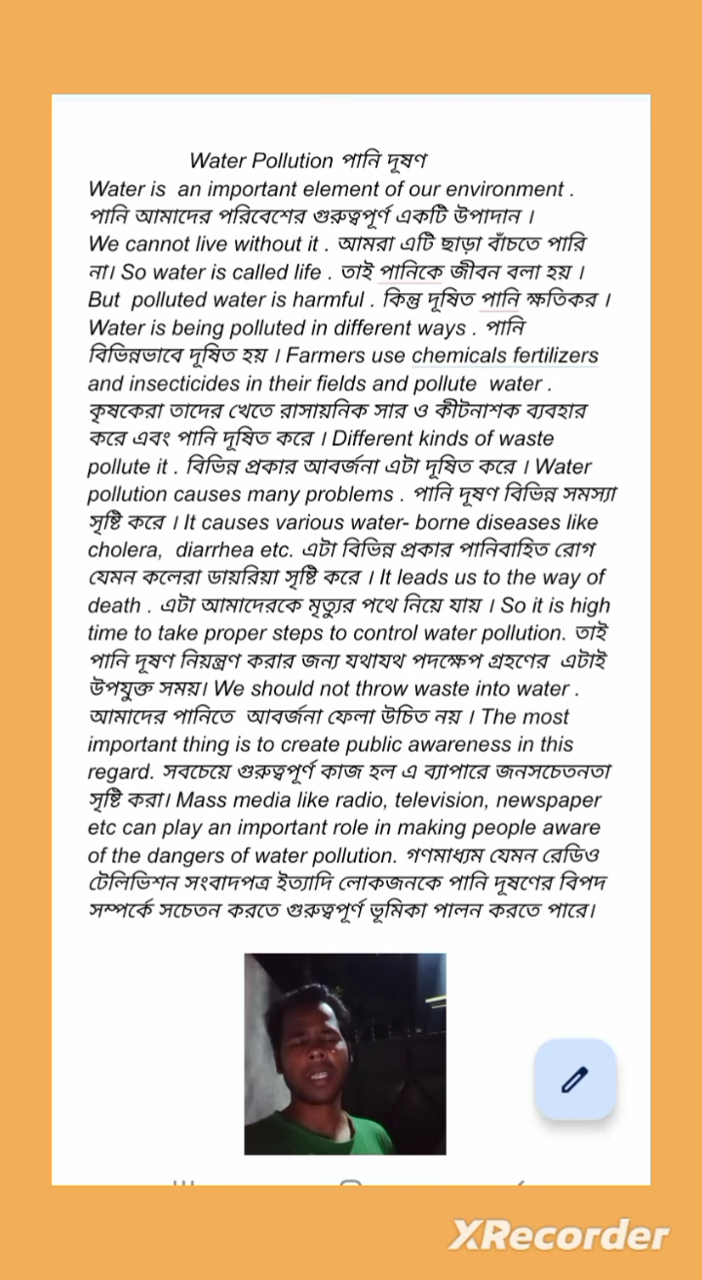 Water Pollution পানি দূষণ
Water is  an important element of our environment .
পানি আমাদের পরিবেশের গুরুত্বপূর্ণ একটি উপাদান ।
We cannot live without it . আমরা এটি ছাড়া বাঁচতে পারি
না। So water is called life . তাই পানিকে জীবন বলা হয় ।
But  polluted water is harmful . কিন্তু দূষিত পানি ক্ষতিকর ।
Water is being polluted in different ways . পানি
বিভিন্নভাবে দূষিত হয় । Farmers use chemicals fertilizers
and insecticides in their fields and pollute  water .
কৃষকেরা তাদের খেতে রাসায়নিক সার ও কীটনাশক ব্যবহার
করে এবং পানি দূষিত করে । Different kinds of waste
pollute it . বিভিন্ন প্রকার আবর্জনা এটা দূষিত করে । Water
pollution causes many problems . পানি দূষণ বিভিন্ন সমস্যা
সৃষ্টি করে । It causes various water- borne diseases like
cholera,  diarrhea etc. এটা বিভিন্ন প্রকার পানিবাহিত রোগ
যেমন কলেরা ডায়রিয়া সৃষ্টি করে । It leads us to the way of
death . এটা আমাদেরকে মৃত্যুর পথে নিয়ে যায় । So it is high
time to take proper steps to control water pollution. তাই
পানি দূষণ নিয়ন্ত্রণ করার জন্য যথাযথ পদক্ষেপ গ্রহণের  এটাই
উপযুক্ত সময়। We should not throw waste into water .
আমাদের পানিতে  আবর্জনা ফেলা উচিত নয় । The most
important thing is to create public awareness in this
regard. সবচেয়ে গুরুত্বপূর্ণ কাজ হল এ ব্যাপারে জনসচেতনতা
সৃষ্টি করা। Mass media like radio, television, newspaper
etc can play an important role in making people aware
of the dangers of water pollution. গণমাধ্যম যেমন রেডিও
টেলিভিশন সংবাদপত্র ইত্যাদি লোকজনকে পানি দূষণের বিপদ
সম্পর্কে সচেতন করতে গুরুত্বপূর্ণ ভূমিকা পালন করতে পারে।
XRecorder